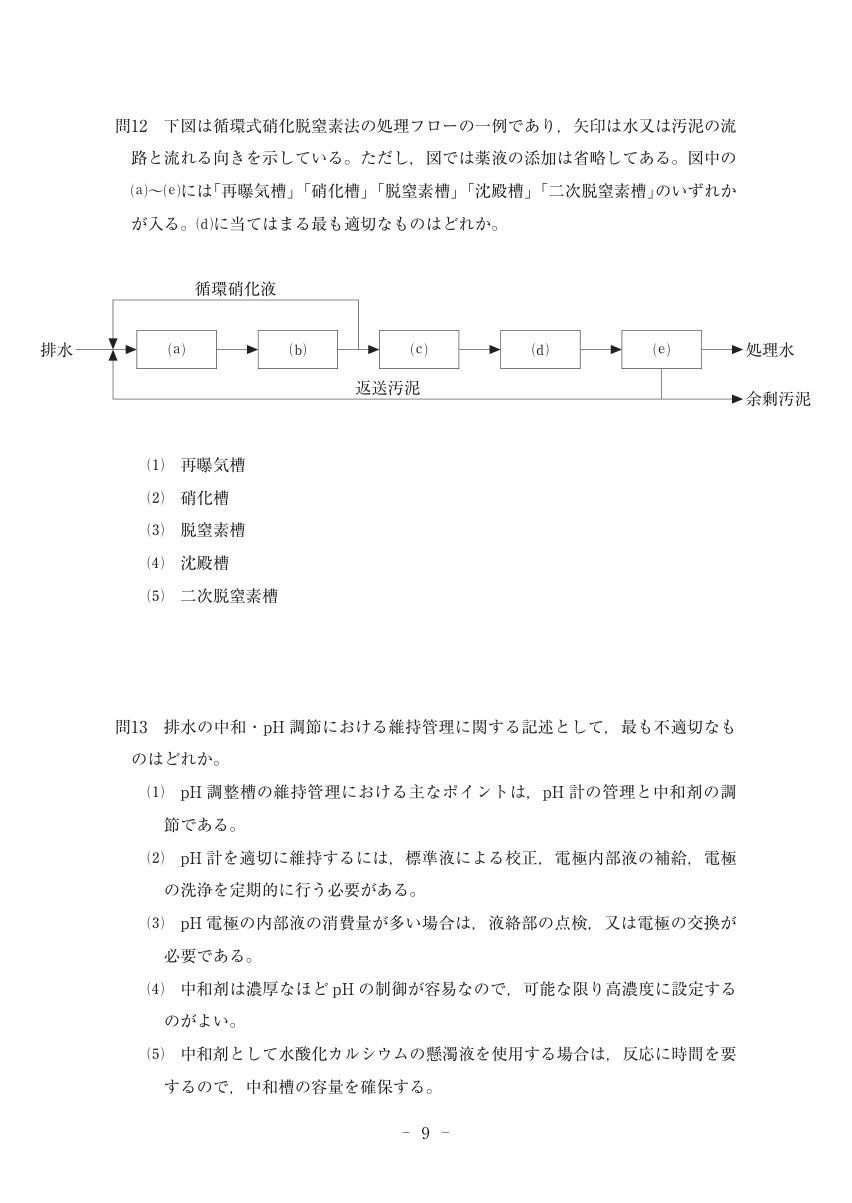 問12　下図は循環式硝化脱窒素法の処理フローの一例であり，矢印は水又は汚泥の流
路と流れる向きを示している。ただし，図では薬液の添加は省略してある。図中の
⒜～⒠には「再曝気槽」「硝化槽」「脱窒素槽」「沈殿槽」「二次脱窒素槽」のいずれか
が入る。⒟に当てはまる最も適切なものはどれか。
循環硝化液
排水 ⒜ ⒝ ⒞ ⒟ ⒠ 処理水
返送汚泥
余剰汚泥
⑴　再曝気槽
⑵　硝化槽
⑶　脱窒素槽
⑷　沈殿槽
⑸　二次脱窒素槽
問13　排水の中和・pH 調節における維持管理に関する記述として，最も不適切なも
のはどれか。
⑴　pH 調整槽の維持管理における主なポイントは，pH 計の管理と中和剤の調
節である。
⑵　pH 計を適切に維持するには，標準液による校正，電極内部液の補給，電極
の洗浄を定期的に行う必要がある。
⑶　pH 電極の内部液の消費量が多い場合は，液絡部の点検，又は電極の交換が
必要である。
⑷　中和剤は濃厚なほど pH の制御が容易なので，可能な限り高濃度に設定する
のがよい。
⑸　中和剤として水酸化カルシウムの懸濁液を使用する場合は，反応に時間を要
するので，中和槽の容量を確保する。
－ 9 －